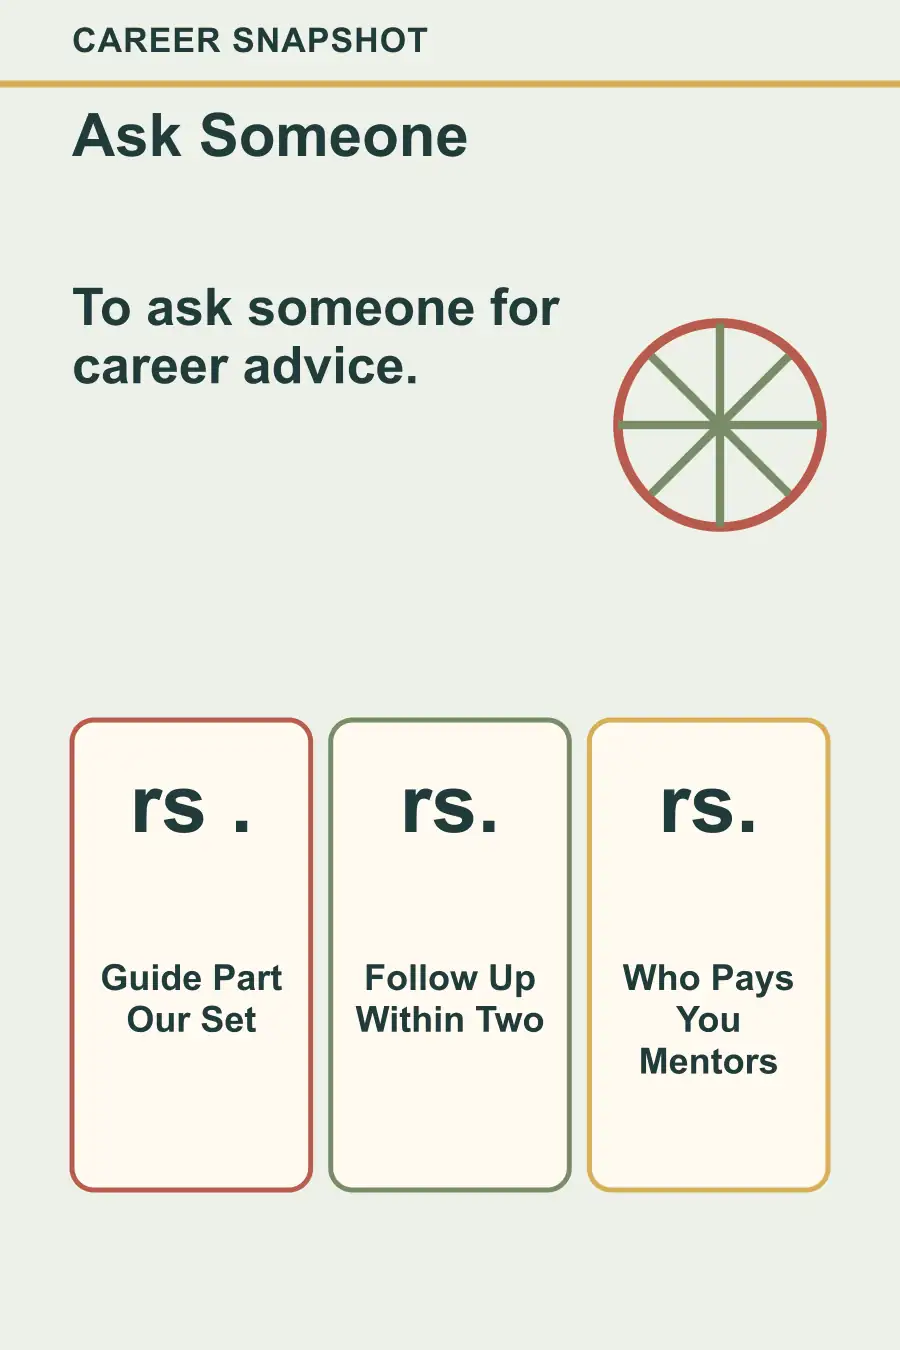 CAREER SNAPSHOT
Ask Someone
To ask someone for
career advice.
rs .
Guide Part
Our Set
rs.
Follow Up
Within Two
rs.
Who Pays
You
Mentors